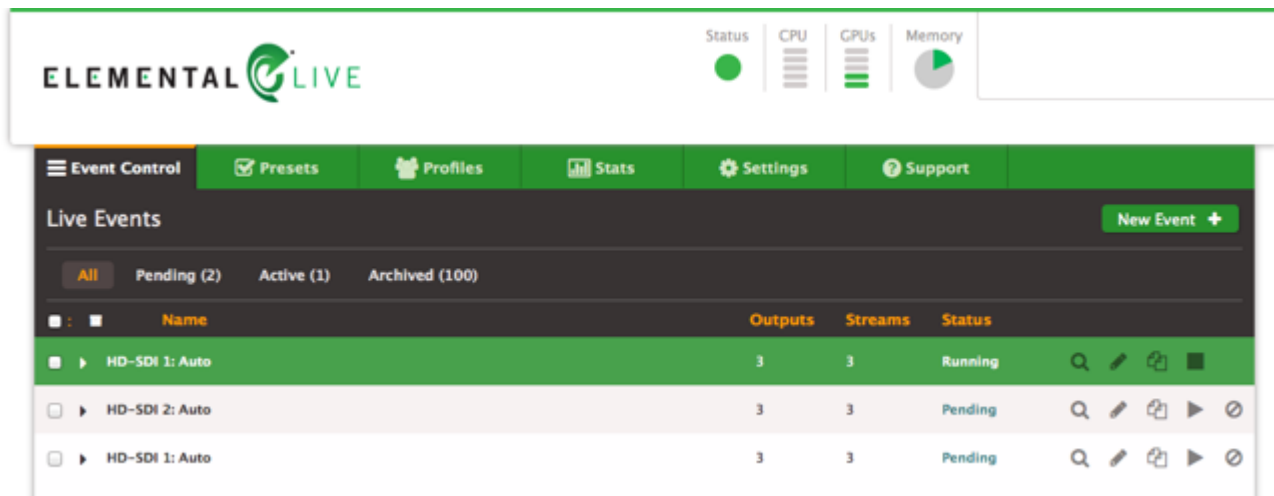 Status CPU GPUs Memory
ELEMENTAL LIVE
Event Control Presets Profiles Stats Settings Support
Live Events New Event +
All Pending (2) Active (1) Archived (100)
: Name Outputs Streams Status
HD-SDI 1: Auto 3 3 Running
HD-SDI 2: Auto 3 3 Pending
HD-SDI 1: Auto 3 3 Pending